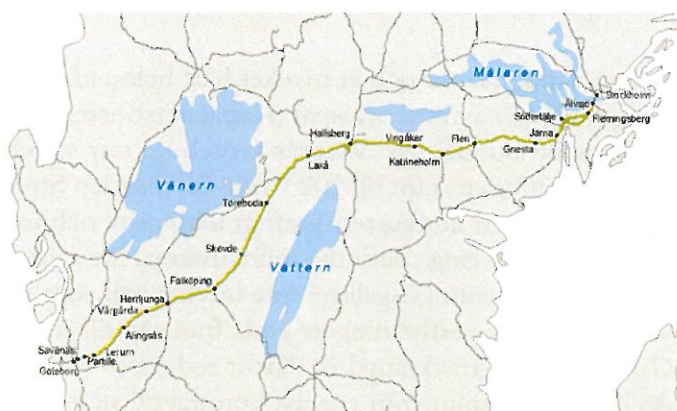 Mälaren
Stockholm
Älvsjö
Södertälje
Flemingsberg
Hallsberg
Vingåker
Flen
Järna
Gnesta
Katrineholm
Laxå
Vänern
Töreboda
Skövde
Vättern
Falköping
Herrljunga
Vårgårda
Alingsås
Sävenäs
Lerum
Partille
Göteborg